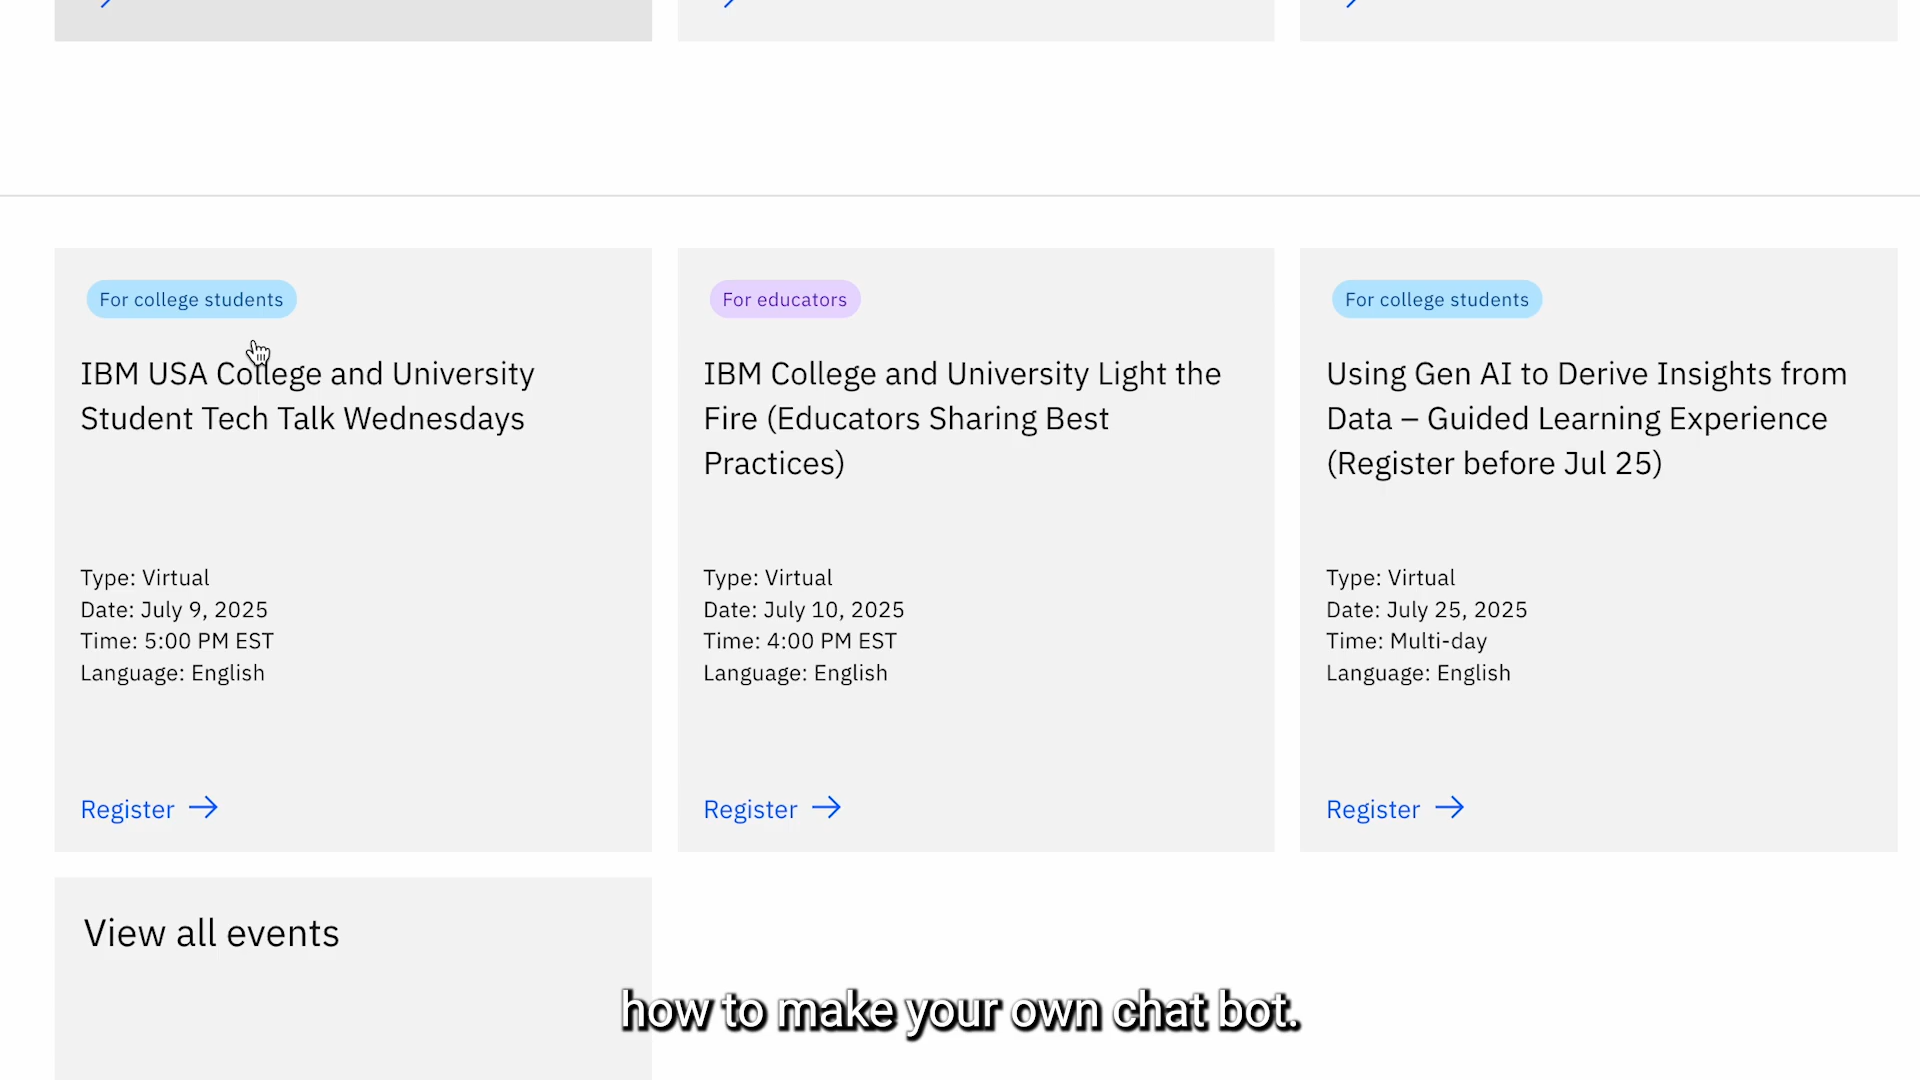 For college students
IBM USA College and University
Student Tech Talk Wednesdays
Type: Virtual
Date: July 9, 2025
Time: 5:00 PM EST
Language: English
Register
For educators
IBM College and University Light the
Fire (Educators Sharing Best
Practices)
Type: Virtual
Date: July 10, 2025
Time: 4:00 PM EST
Language: English
Register
For college students
Using Gen AI to Derive Insights from
Data – Guided Learning Experience
(Register before Jul 25)
Type: Virtual
Date: July 25, 2025
Time: Multi-day
Language: English
Register
View all events
how to make your own chat bot.